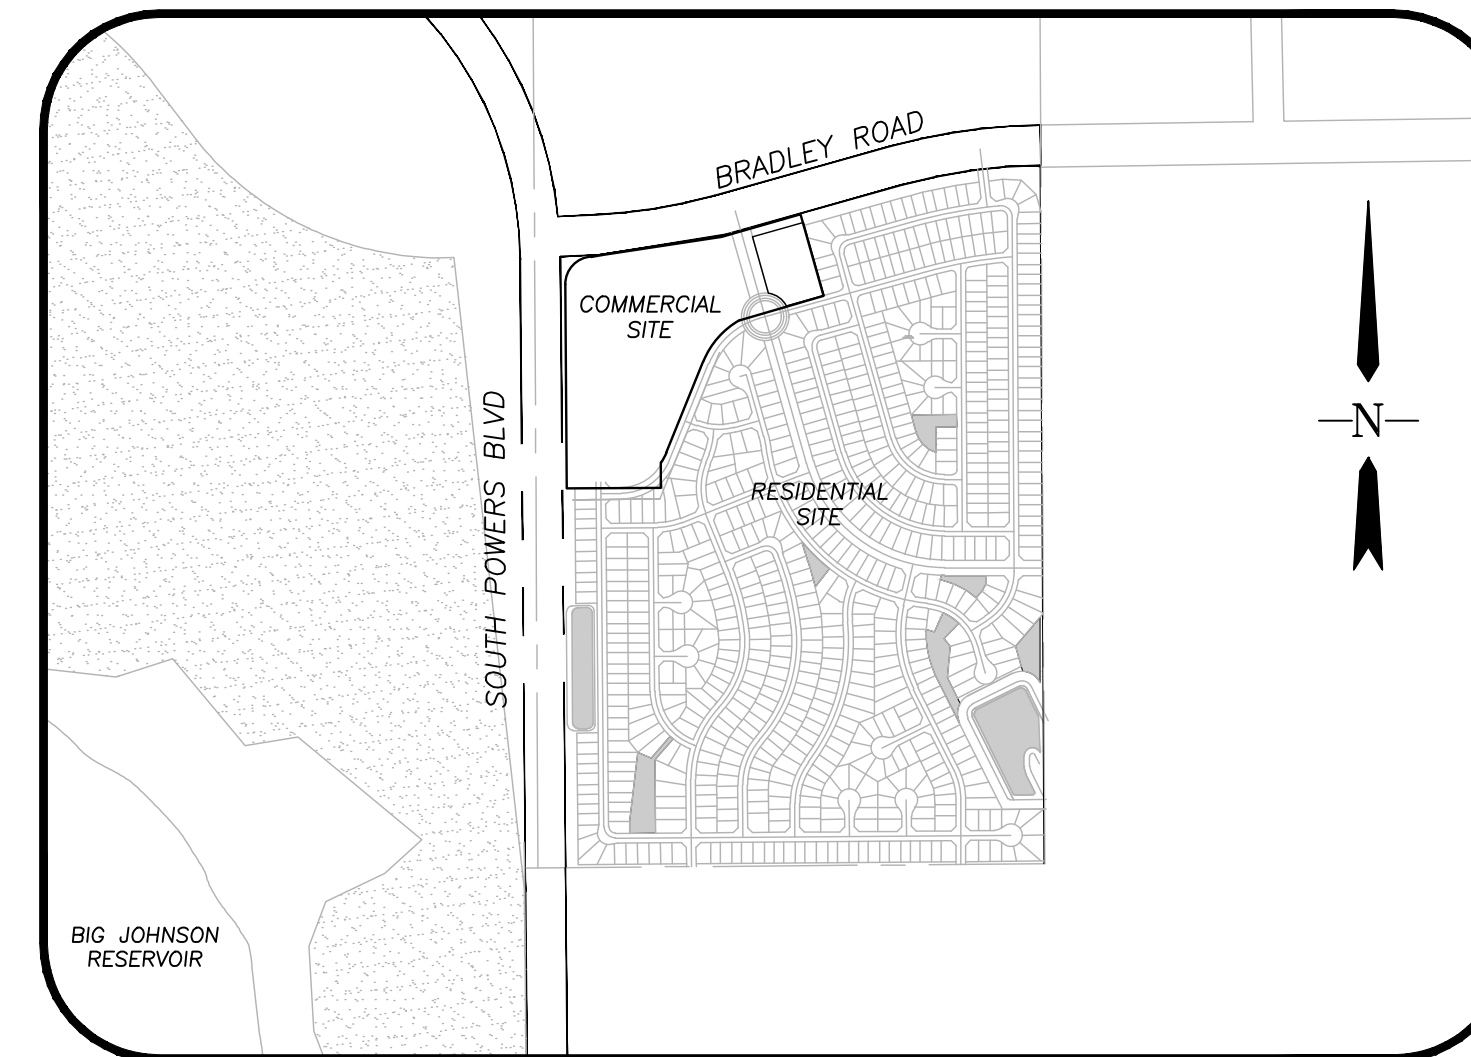 BRADLEY ROAD
COMMERCIAL
SITE
N
SOUTH POWERS BLVD
RESIDENTIAL
SITE
BIG JOHNSON
RESERVOIR